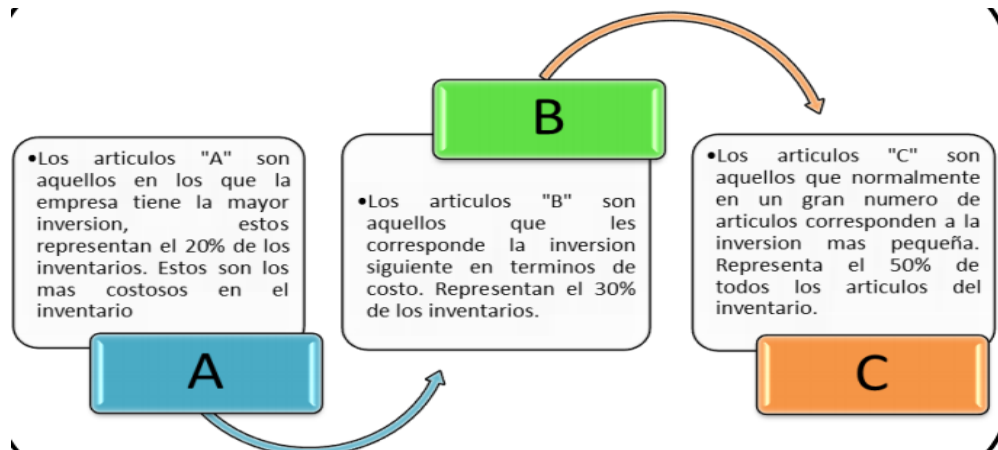 •Los articulos "A" son
aquellos en los que la
empresa tiene la mayor
inversion, estos
representan el 20% de los
inventarios. Estos son los
mas costosos en el
inventario
A
B
•Los articulos "B" son
aquellos que les
corresponde la inversion
siguiente en terminos de
costo. Representan el 30%
de los inventarios.
•Los articulos "C" son
aquellos que normalmente
en un gran numero de
articulos corresponden a la
inversion mas pequeña.
Representa el 50% de
todos los articulos del
inventario.
C